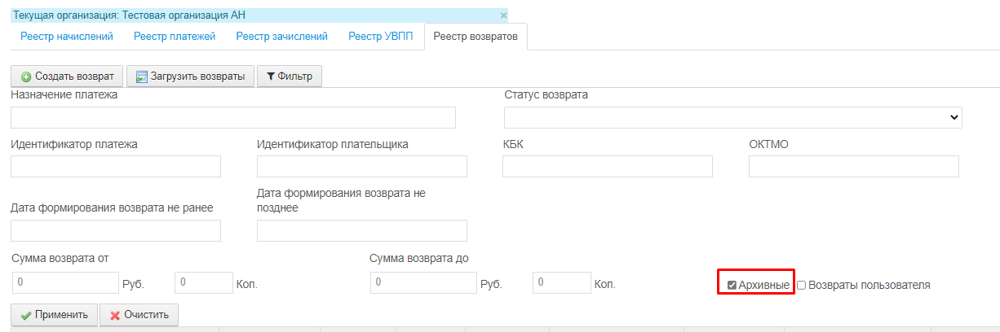 Текущая организация: Тестовая организация АН ×
Реестр начислений Реестр платежей Реестр зачислений Реестр УВПП Реестр возвратов
Создать возврат Загрузить возвраты Фильтр
Назначение платежа Статус возврата
Идентификатор платежа Идентификатор плательщика КБК ОКТМО
Дата формирования возврата не ранее Дата формирования возврата не
позднее
Сумма возврата от Сумма возврата до
0 Руб. 0 Коп. 0 Руб. 0 Коп. Архивные Возвраты пользователя
Применить Очистить